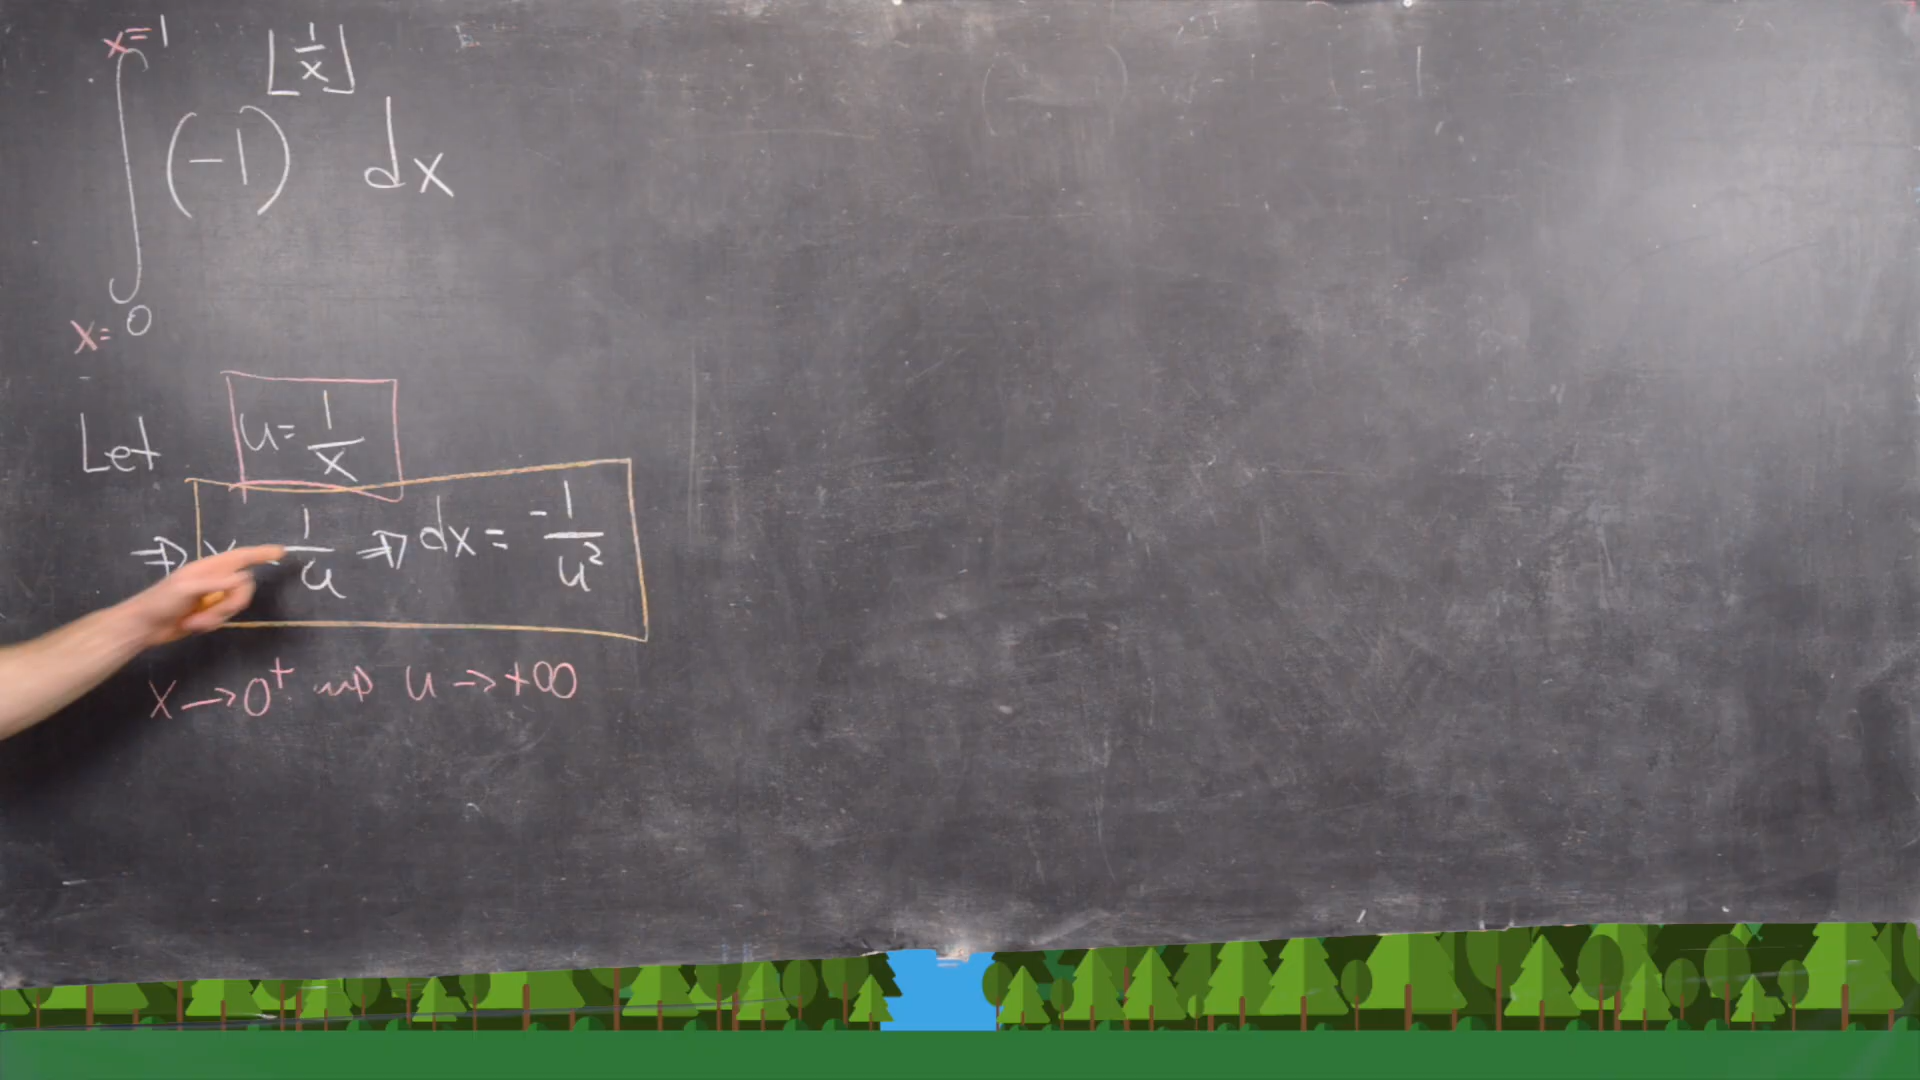 x=1
∫ (-1)^⌊1/x⌋ dx
x=0
Let u= 1/x
⇒ x = 1/u ⇒ dx = -1/u²
x → 0⁺ ⇝ u → +∞